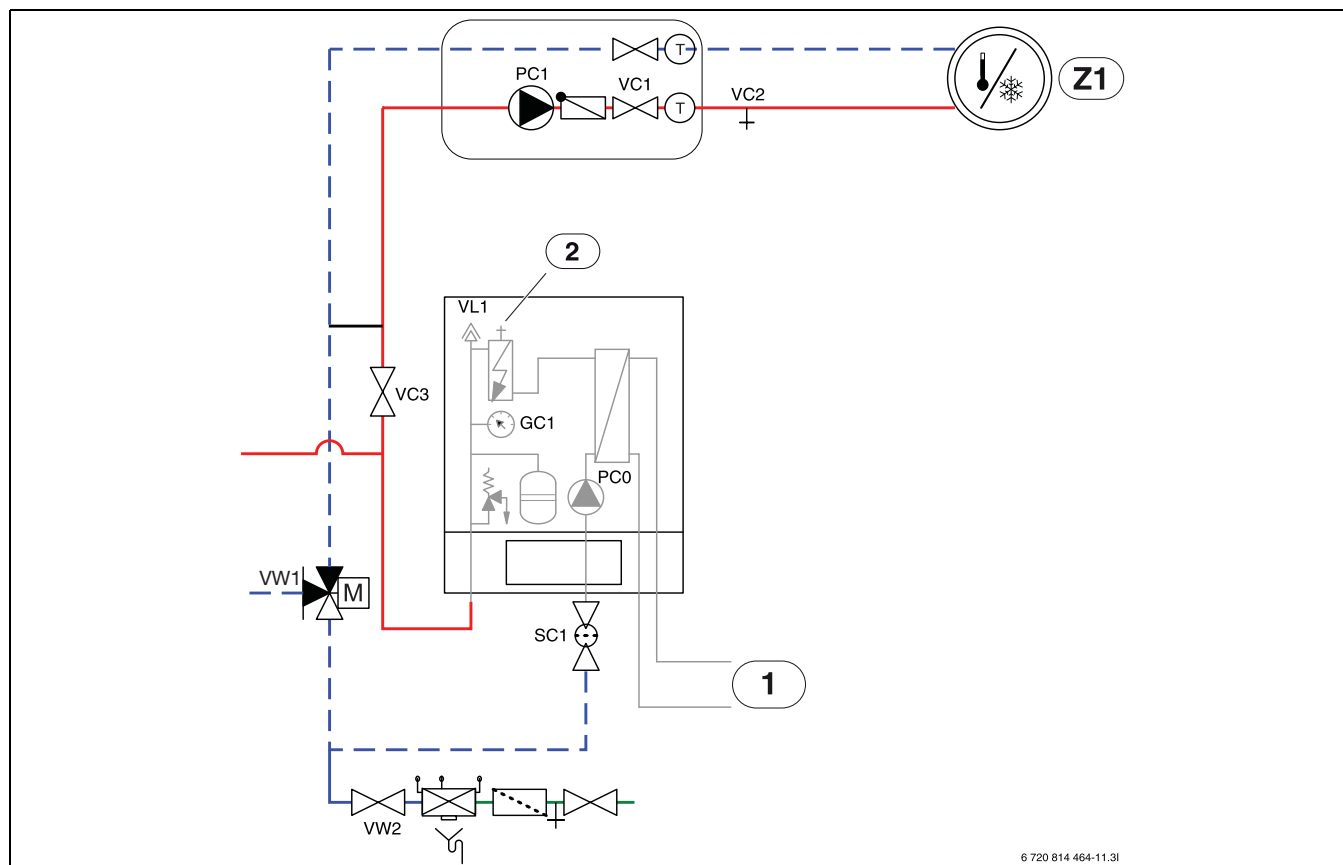 T
PC1
VC1
Z1
T
VC2
2
VL1
VC3
GC1
PC0
VW1
M
SC1
1
VW2
6 720 814 464-11.3I